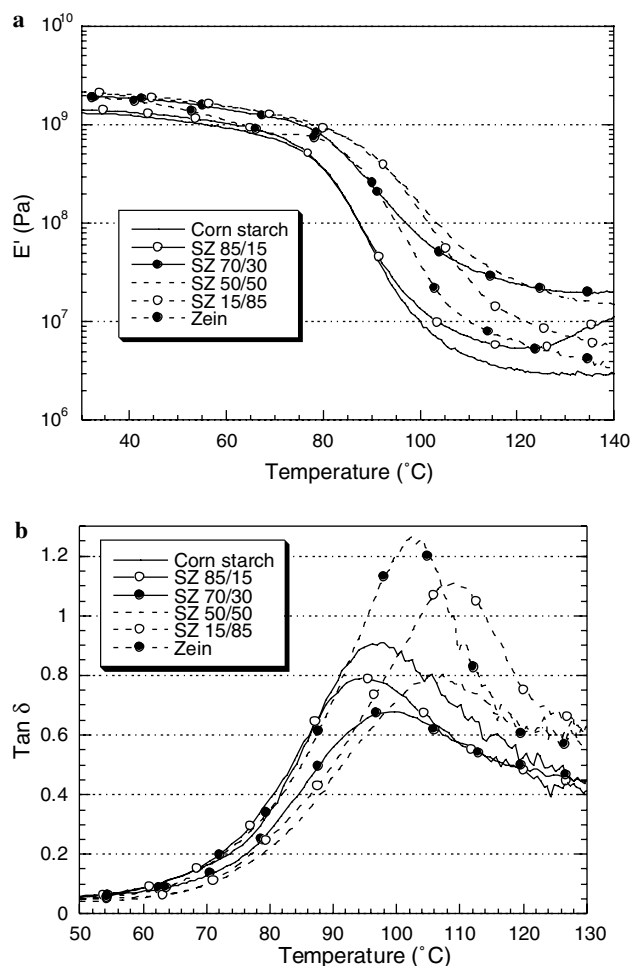 a
10^10
10^9
10^8
10^7
10^6
E' (Pa)
Corn starch
SZ 85/15
SZ 70/30
SZ 50/50
SZ 15/85
Zein
40 60 80 100 120 140
Temperature (˚C)
b
1.2
1
0.8
0.6
0.4
0.2
0
Tan δ
Corn starch
SZ 85/15
SZ 70/30
SZ 50/50
SZ 15/85
Zein
50 60 70 80 90 100 110 120 130
Temperature (˚C)